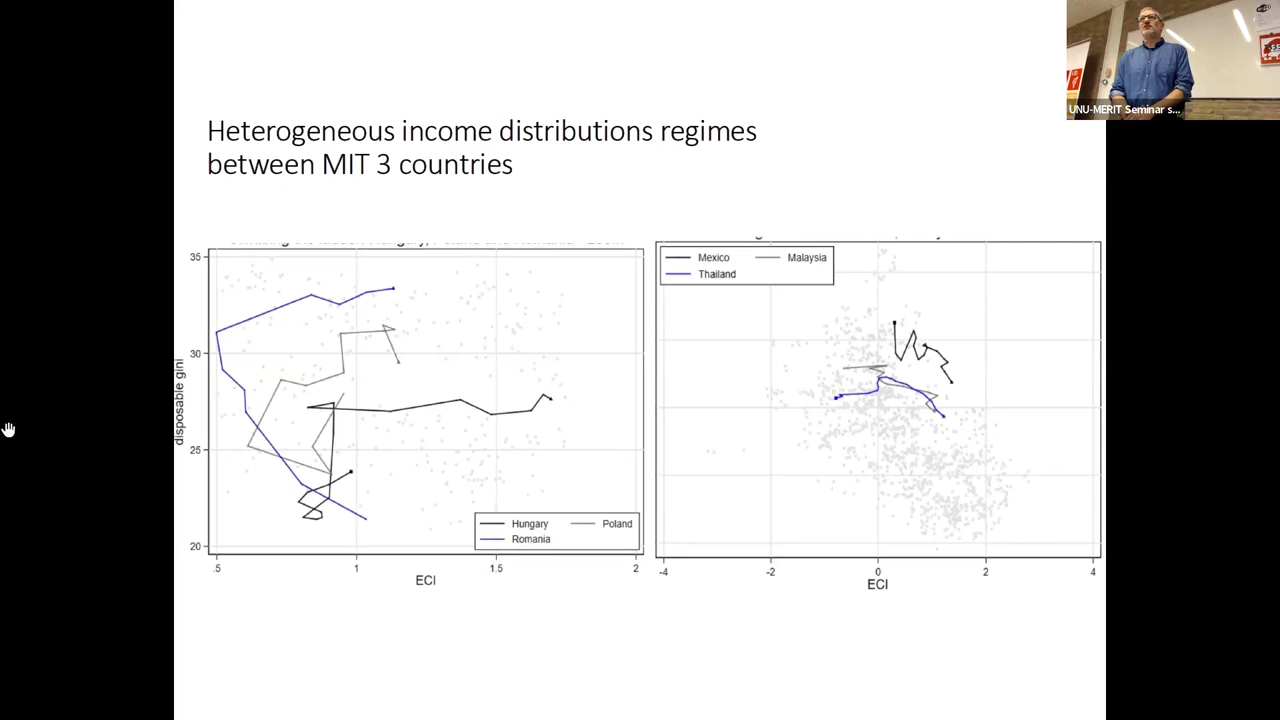 Heterogeneous income distributions regimes
between MIT 3 countries
UNU-MERIT Seminar s...
35
30
25
20
disposable gini
.5
1
1.5
2
ECI
Hungary
Poland
Romania
Mexico
Malaysia
Thailand
-4
-2
0
2
4
ECI